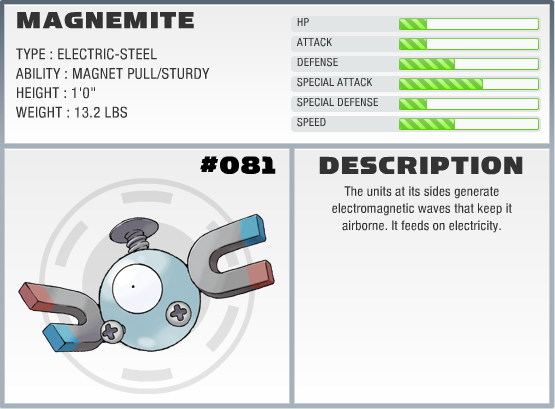 MAGNEMITE
TYPE : ELECTRIC-STEEL
ABILITY : MAGNET PULL/STURDY
HEIGHT : 1'0"
WEIGHT : 13.2 LBS
HP
ATTACK
DEFENSE
SPECIAL ATTACK
SPECIAL DEFENSE
SPEED
#081
DESCRIPTION
The units at its sides generate
electromagnetic waves that keep it
airborne. It feeds on electricity.